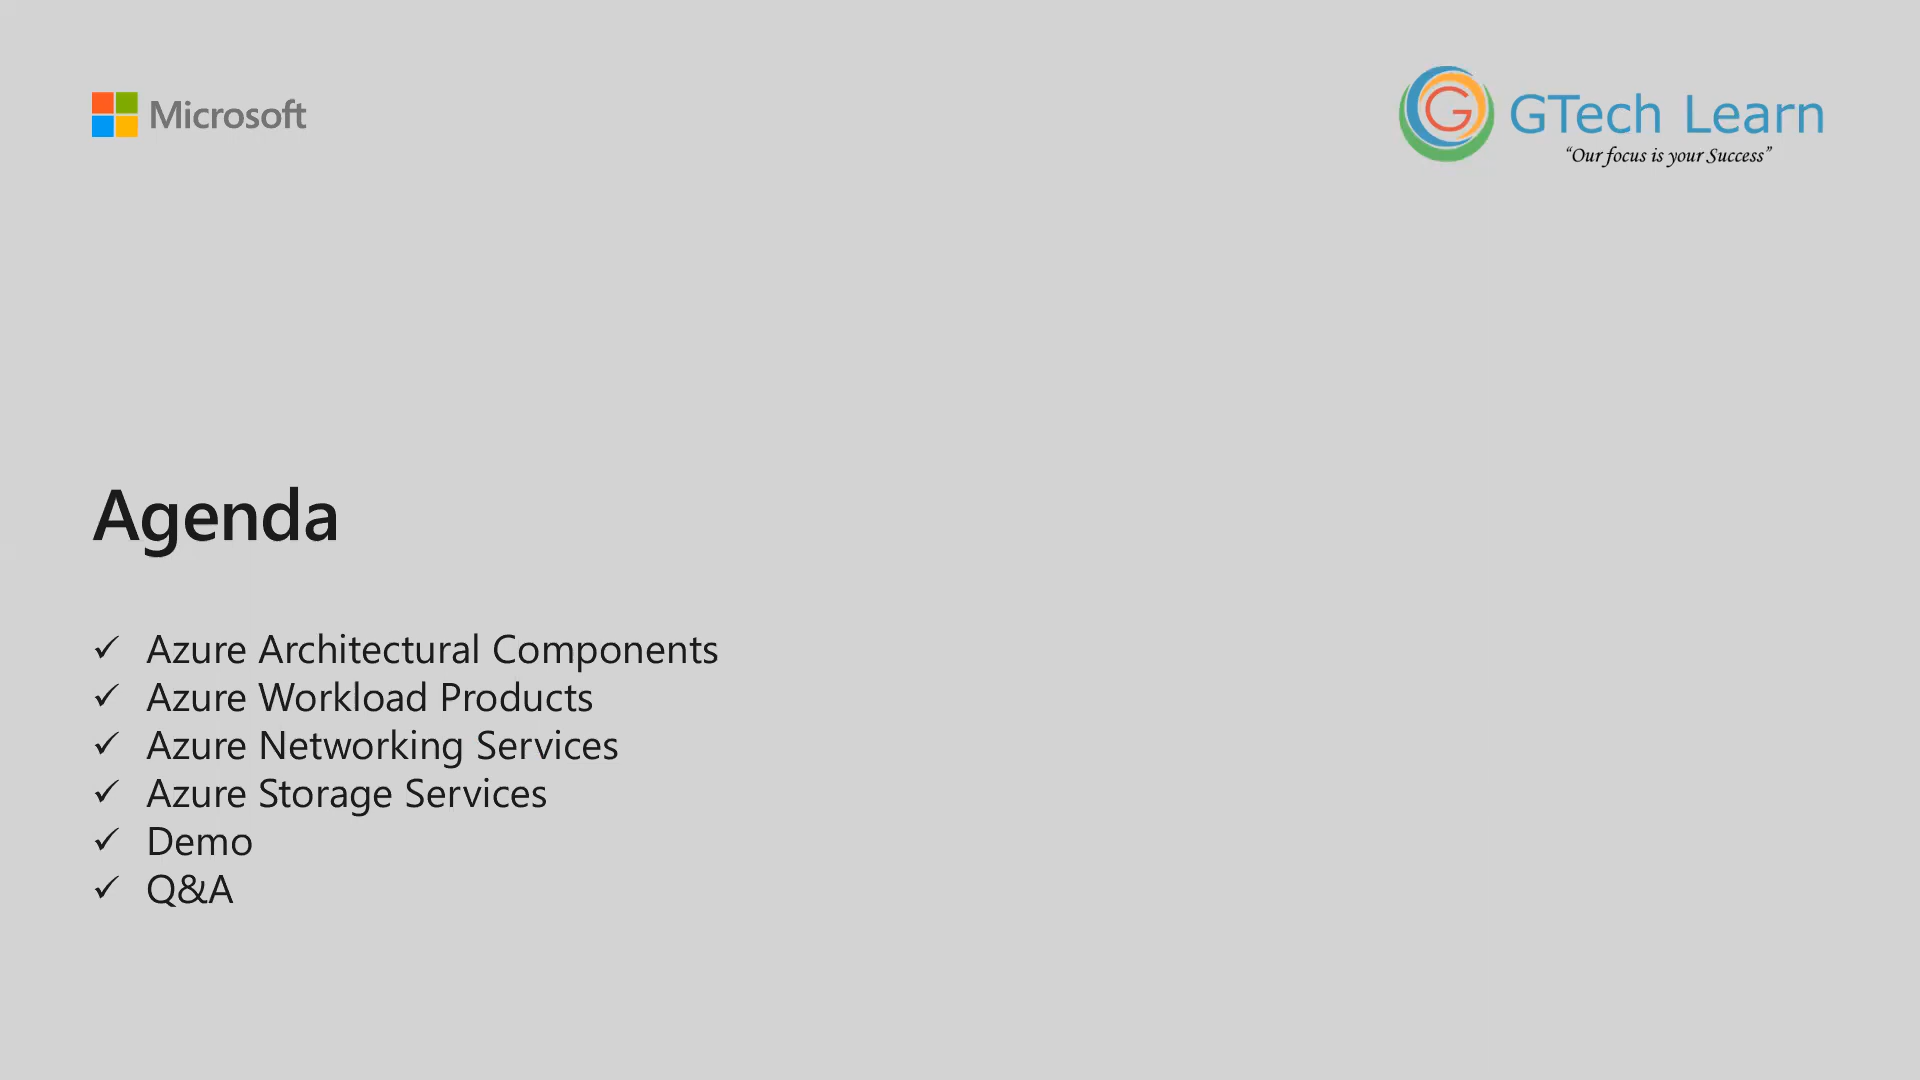 Microsoft
G GTech Learn
“Our focus is your Success”
Agenda
✓ Azure Architectural Components
✓ Azure Workload Products
✓ Azure Networking Services
✓ Azure Storage Services
✓ Demo
✓ Q&A